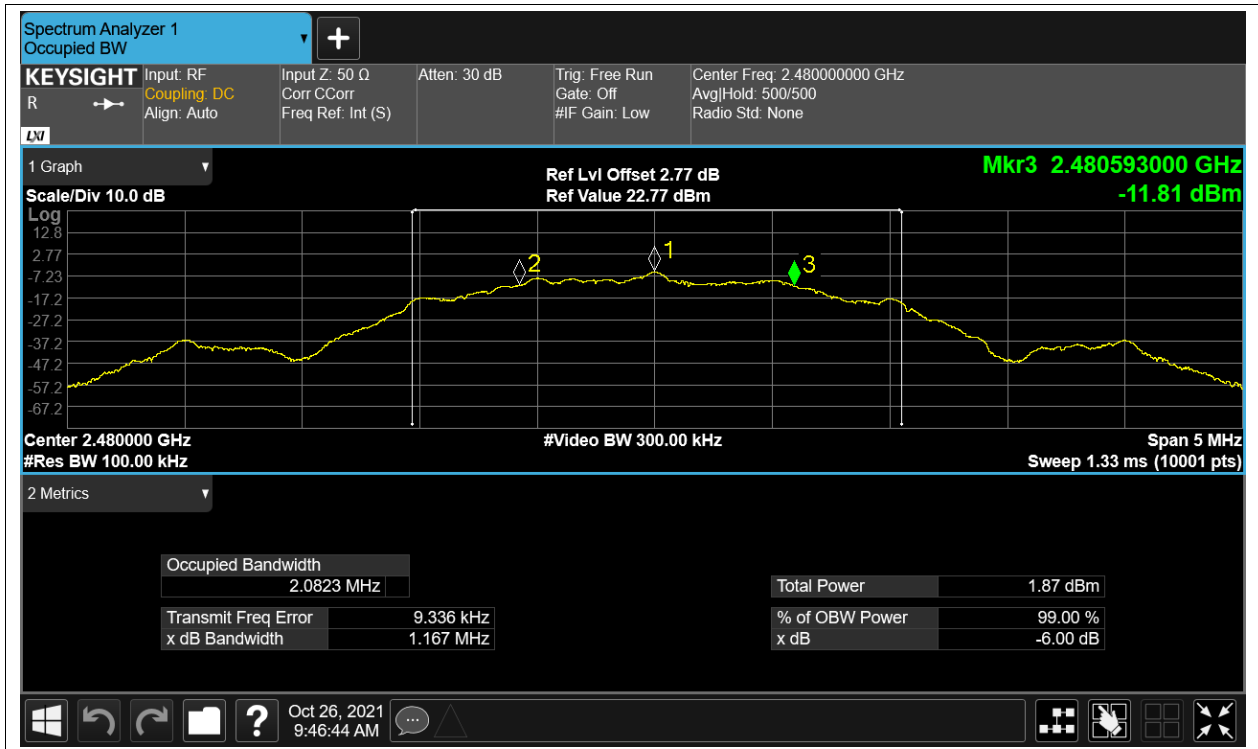 Spectrum Analyzer 1
Occupied BW
KEYSIGHT
R
LXI
Input: RF
Coupling: DC
Align: Auto
Input Z: 50 Ω
Corr CCorr
Freq Ref: Int (S)
Atten: 30 dB
Trig: Free Run
Gate: Off
#IF Gain: Low
Center Freq: 2.480000000 GHz
Avg|Hold: 500/500
Radio Std: None
1 Graph
Scale/Div 10.0 dB
Ref Lvl Offset 2.77 dB
Ref Value 22.77 dBm
Mkr3 2.480593000 GHz
-11.81 dBm
Log
12.8
2.77
-7.23
-17.2
-27.2
-37.2
-47.2
-57.2
-67.2
2
1
3
Center 2.480000 GHz
#Video BW 300.00 kHz
Span 5 MHz
#Res BW 100.00 kHz
Sweep 1.33 ms (10001 pts)
2 Metrics
Occupied Bandwidth
2.0823 MHz
Transmit Freq Error 9.336 kHz
x dB Bandwidth 1.167 MHz
Total Power 1.87 dBm
% of OBW Power 99.00 %
x dB -6.00 dB
?
Oct 26, 2021
9:46:44 AM